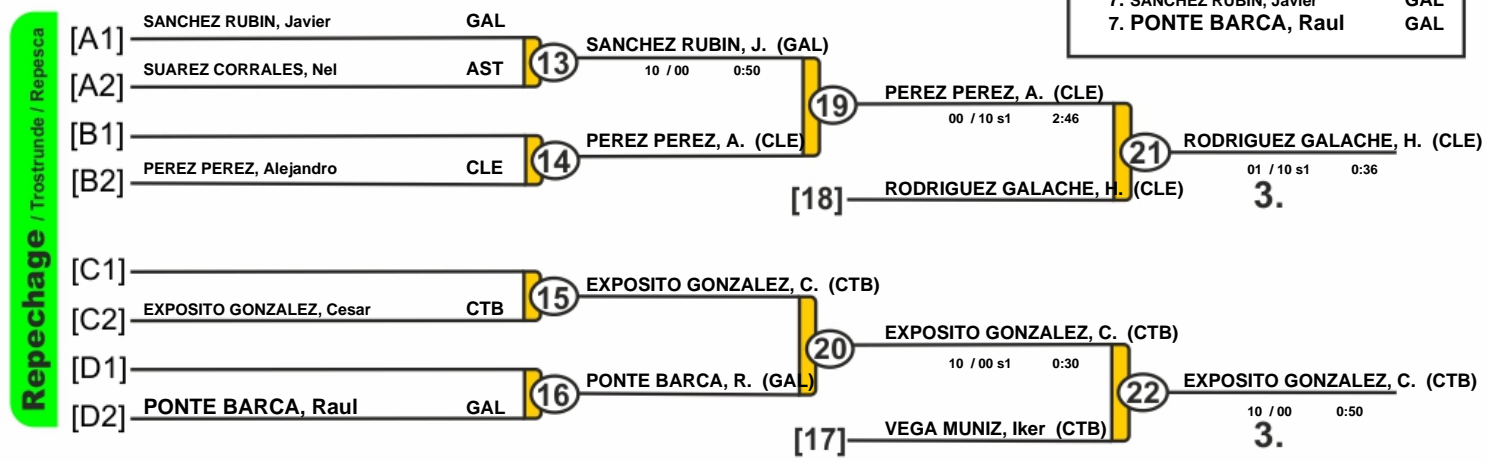 7. SANCHEZ RUBIN, Javier GAL
7. PONTE BARCA, Raul GAL
Repechage / Trostrunde / Repesca
[A1] SANCHEZ RUBIN, Javier GAL
[A2] SUAREZ CORRALES, Nel AST
13 SANCHEZ RUBIN, J. (GAL)
10 / 00 0:50
[B1]
[B2] PEREZ PEREZ, Alejandro CLE
14 PEREZ PEREZ, A. (CLE)
19 PEREZ PEREZ, A. (CLE)
00 / 10 s1 2:46
[18] RODRIGUEZ GALACHE, H. (CLE)
21 RODRIGUEZ GALACHE, H. (CLE)
01 / 10 s1 0:36
3.
[C1]
[C2] EXPOSITO GONZALEZ, Cesar CTB
15 EXPOSITO GONZALEZ, C. (CTB)
[D1]
[D2] PONTE BARCA, Raul GAL
16 PONTE BARCA, R. (GAL)
20 EXPOSITO GONZALEZ, C. (CTB)
10 / 00 s1 0:30
[17] VEGA MUNIZ, Iker (CTB)
22 EXPOSITO GONZALEZ, C. (CTB)
10 / 00 0:50
3.